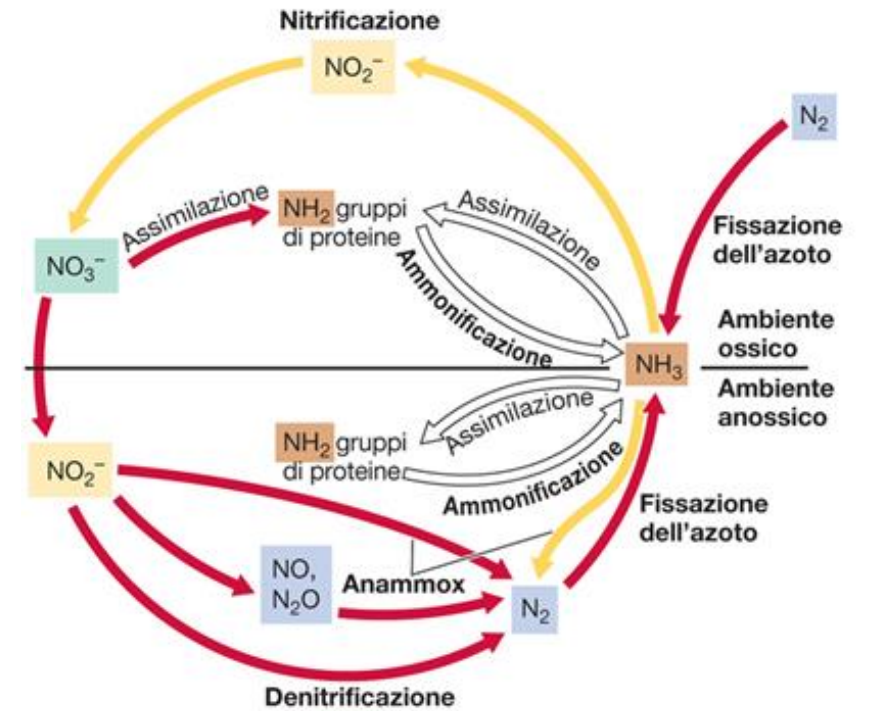 Nitrificazione
NO₂⁻
N₂
Assimilazione
NH₂ gruppi
di proteine
Assimilazione
Fissazione
dell'azoto
NO₃⁻
Ammonificazione
Ambiente
ossico
NH₃
Ambiente
anossico
Assimilazione
NH₂ gruppi
di proteine
NO₂⁻
Ammonificazione
Fissazione
dell'azoto
NO,
N₂O
Anammox
N₂
Denitrificazione